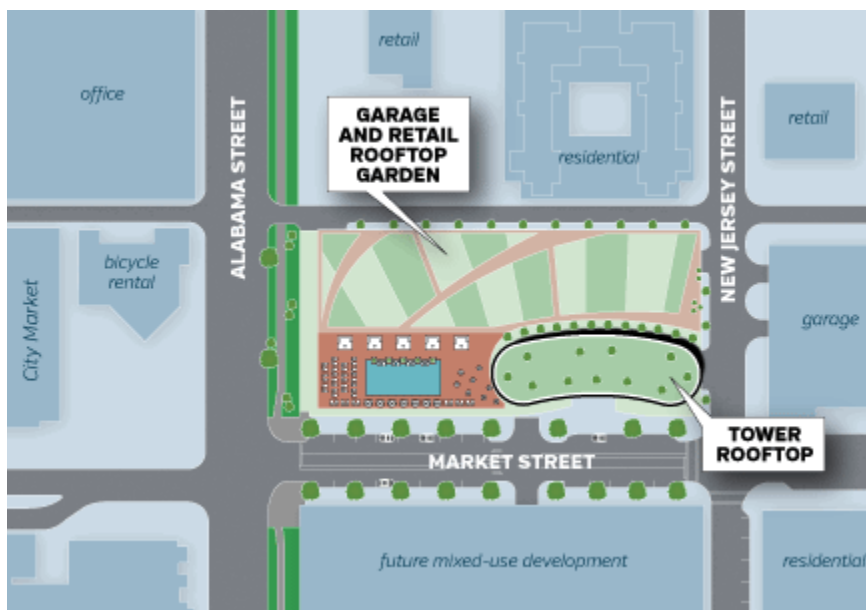 retail
office
GARAGE
AND RETAIL
ROOFTOP
GARDEN
retail
residential
ALABAMA STREET
NEW JERSEY STREET
bicycle
rental
City Market
garage
TOWER
ROOFTOP
MARKET STREET
future mixed-use development
residential